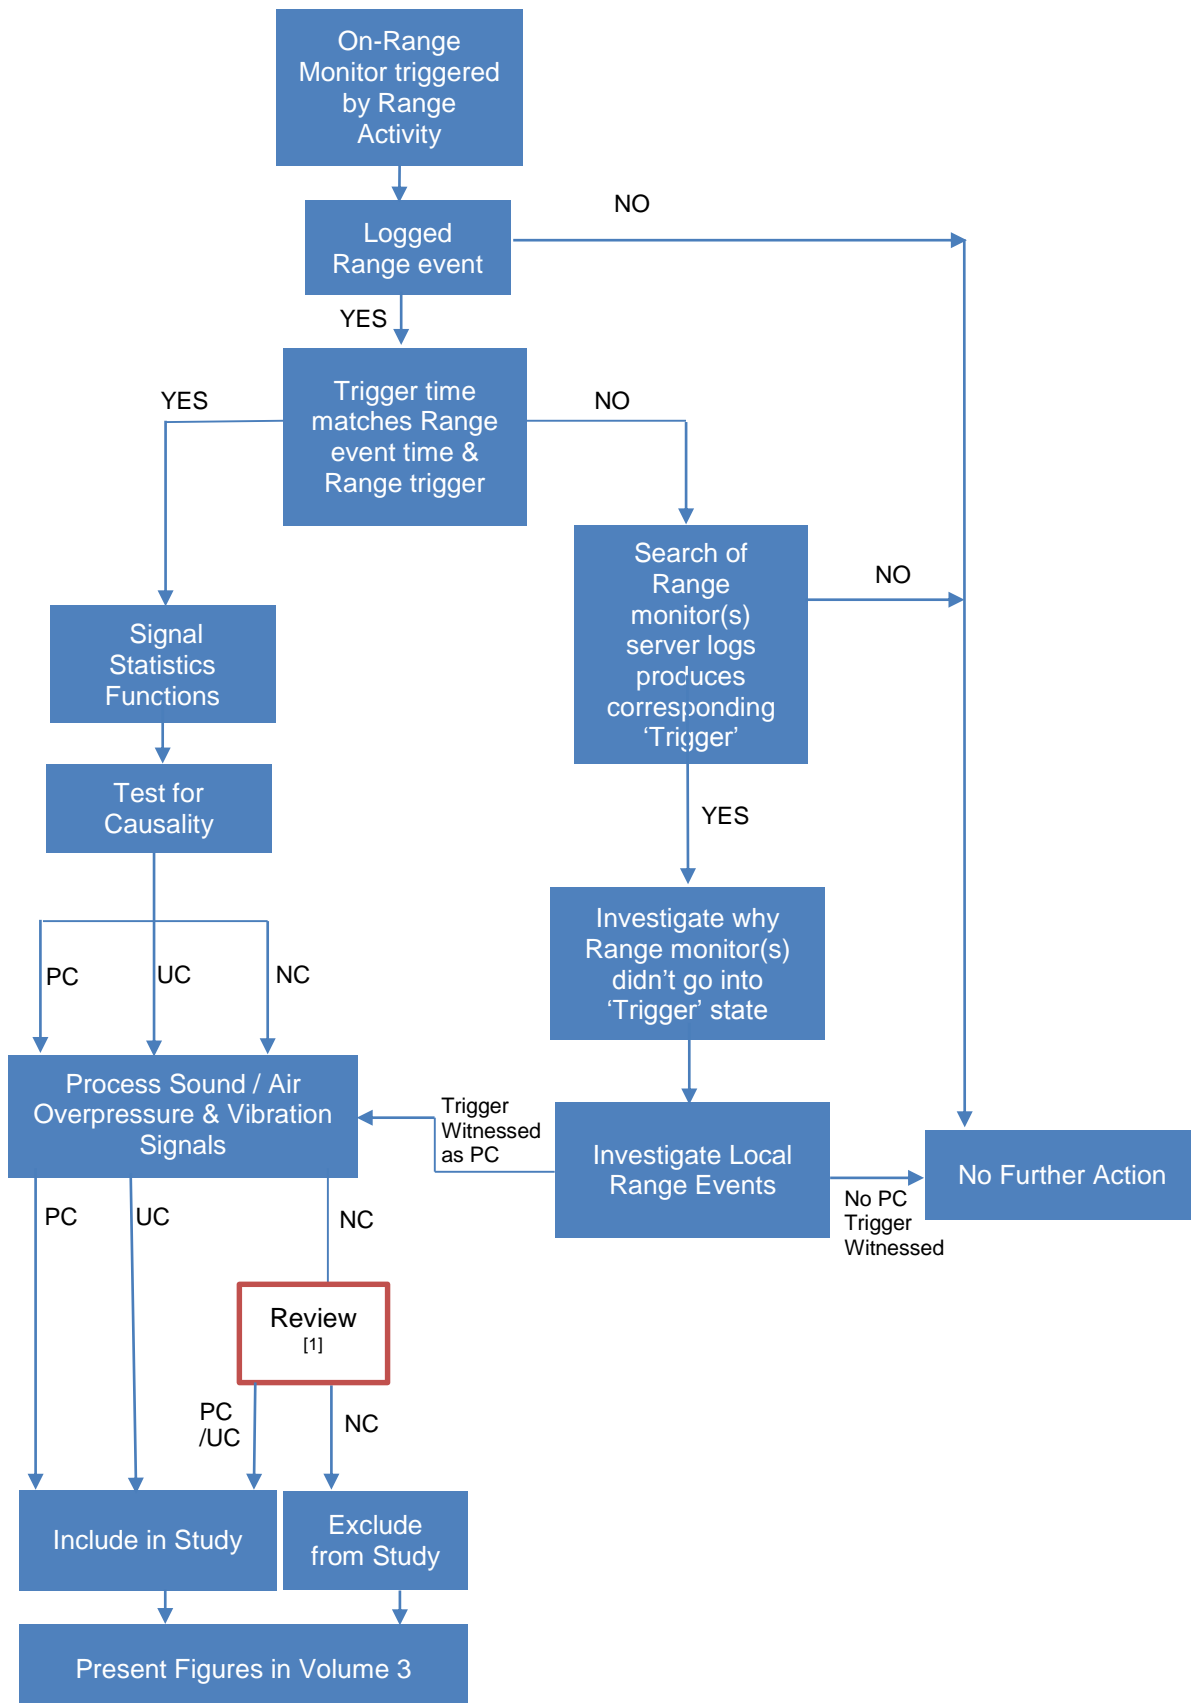 On-Range
Monitor triggered
by Range
Activity
NO
Logged
Range event
YES
Trigger time
matches Range
event time &
Range trigger
YES
NO
Search of
Range
monitor(s)
server logs
produces
corresponding
‘Trigger’
NO
Signal
Statistics
Functions
Test for
Causality
YES
Investigate why
Range monitor(s)
didn’t go into
‘Trigger’ state
PC
UC
NC
Process Sound / Air
Overpressure & Vibration
Signals
Trigger
Witnessed
as PC
Investigate Local
Range Events
No PC
Trigger
Witnessed
No Further Action
PC
UC
NC
Review
[1]
PC
/UC
NC
Include in Study
Exclude
from Study
Present Figures in Volume 3